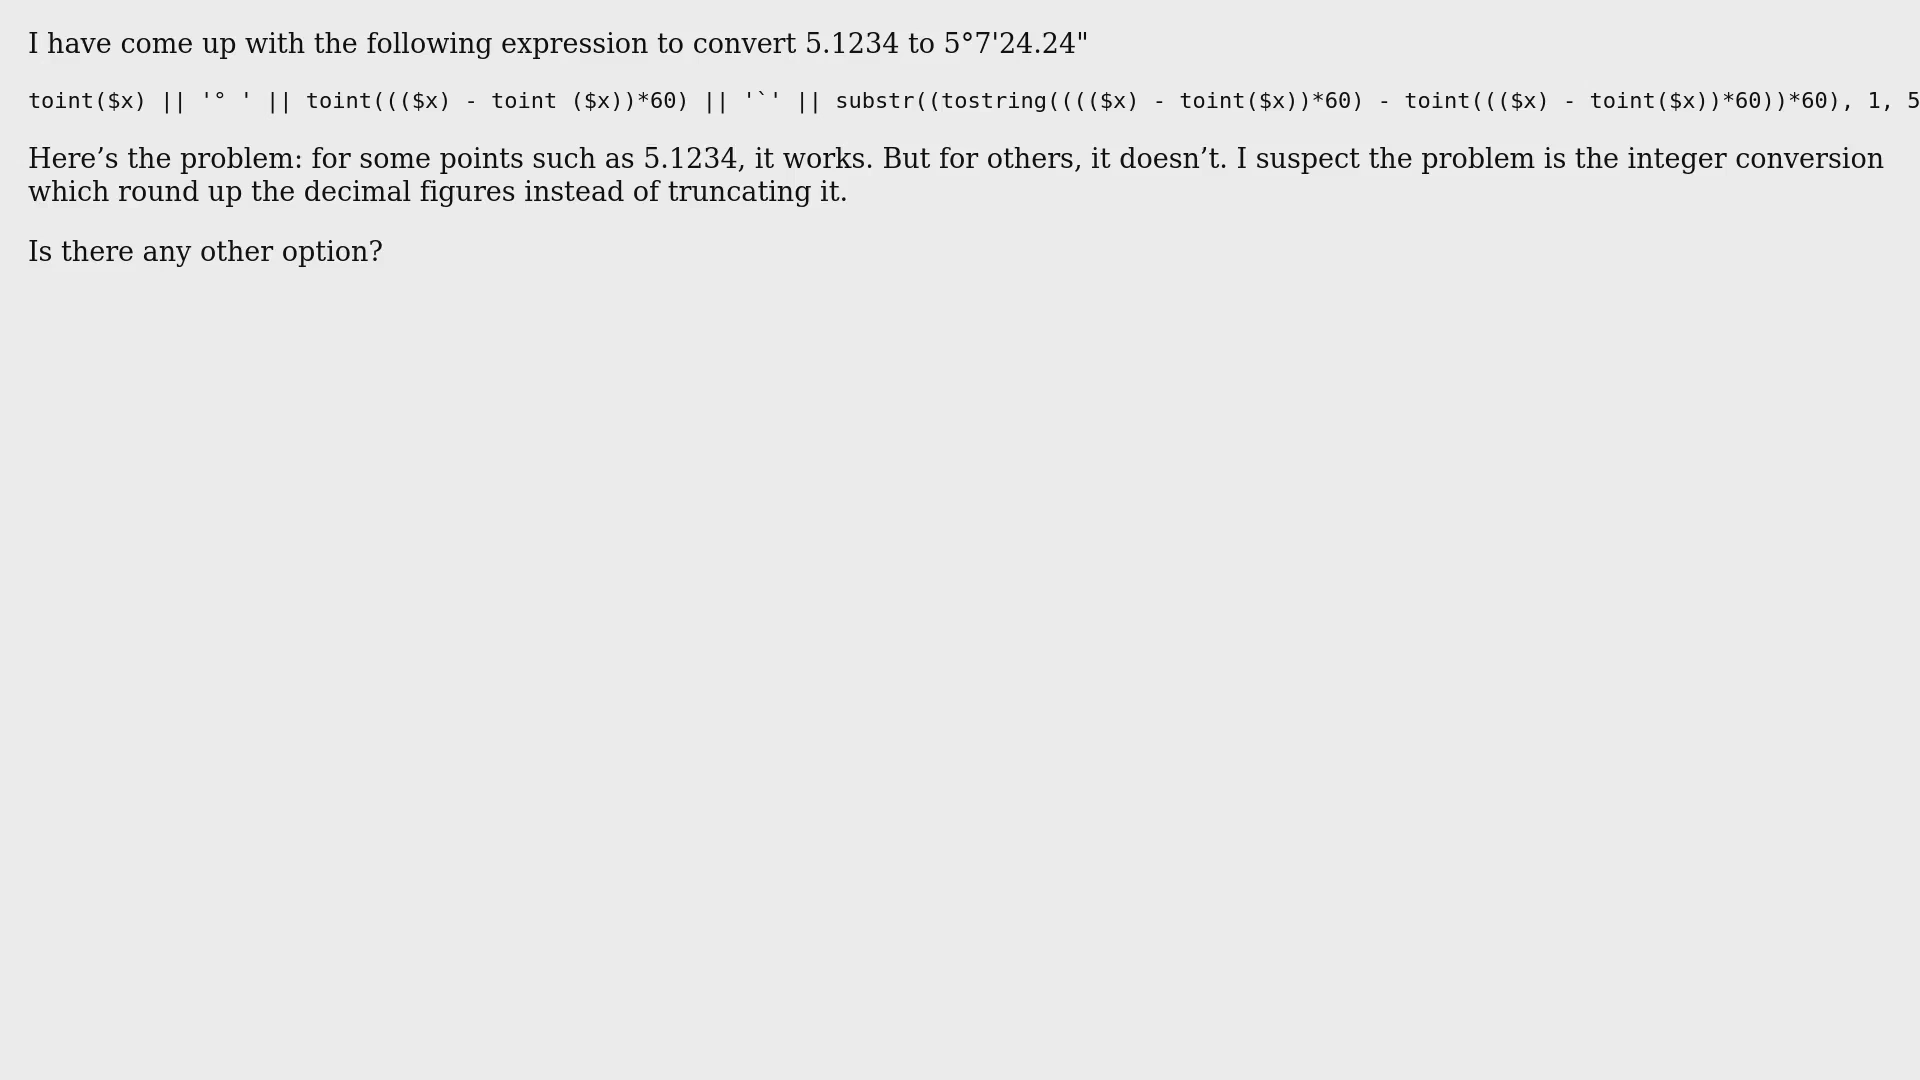 I have come up with the following expression to convert 5.1234 to 5°7'24.24"
toint($x) || '° ' || toint((($x) - toint ($x))*60) || '`' || substr((tostring(((($x) - toint($x))*60) - toint((($x) - toint($x))*60))*60), 1, 5
Here’s the problem: for some points such as 5.1234, it works. But for others, it doesn’t. I suspect the problem is the integer conversion
which round up the decimal figures instead of truncating it.
Is there any other option?